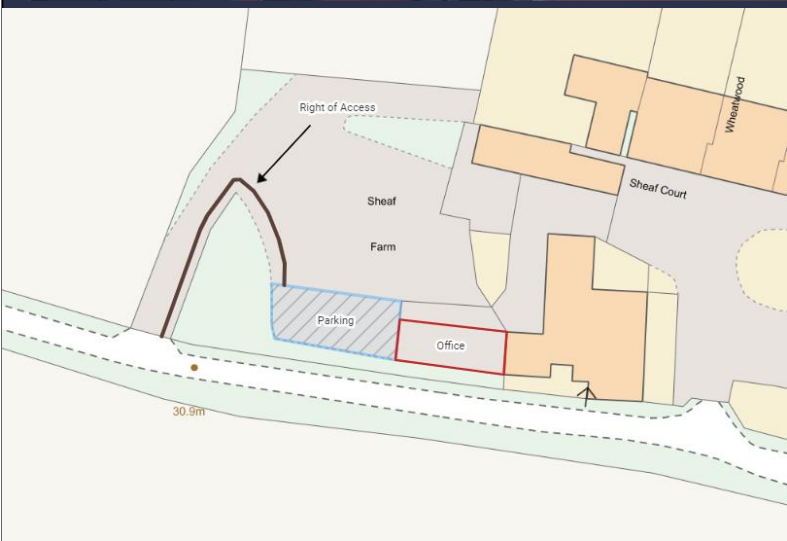 Right of Access
Wheatwood
Sheaf Court
Sheaf
Farm
Parking
Office
30.9m